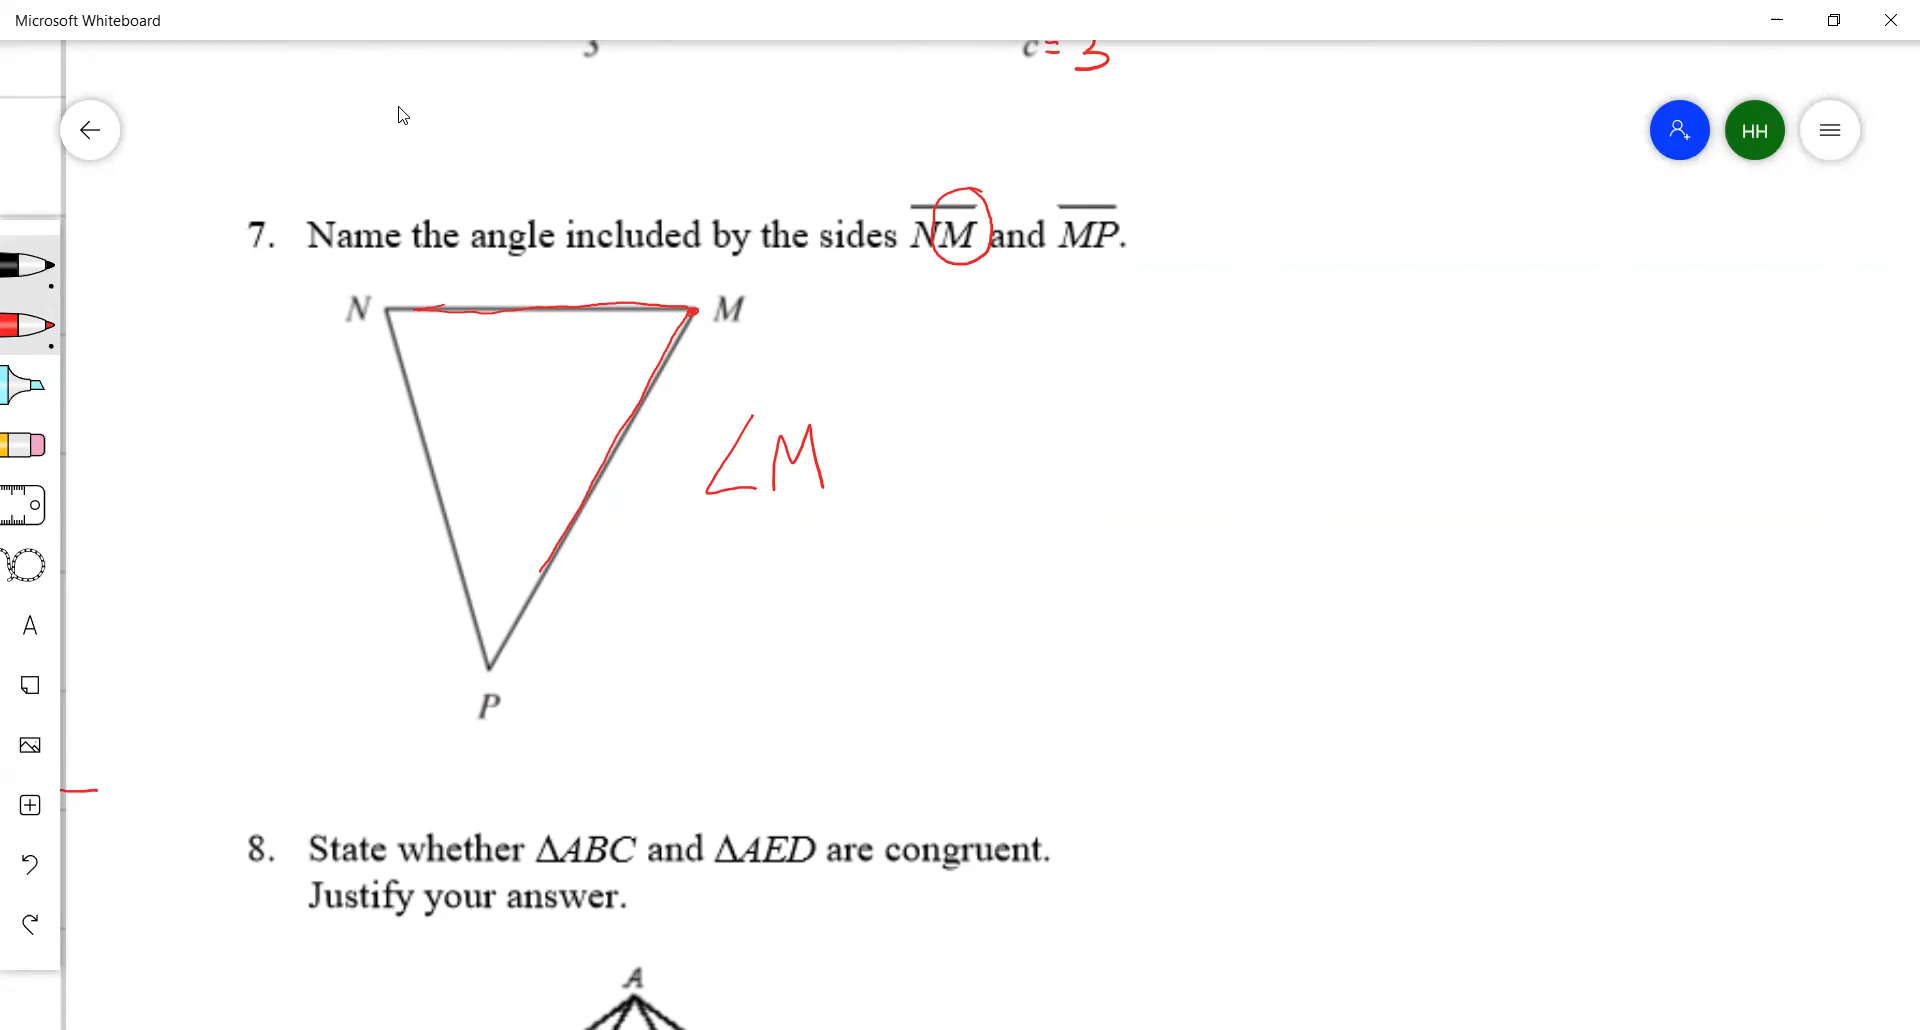 Microsoft Whiteboard
c = 3
HH
7. Name the angle included by the sides NM and MP.
N M
∠M
P
8. State whether ΔABC and ΔAED are congruent.
Justify your answer.
A